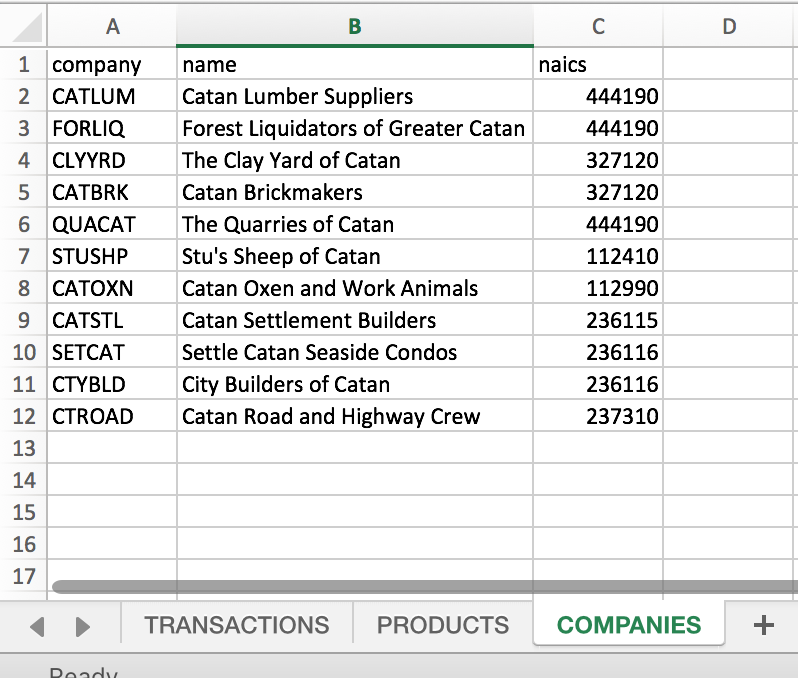 A B C D
1 company name naics
2 CATLUM Catan Lumber Suppliers 444190
3 FORLIQ Forest Liquidators of Greater Catan 444190
4 CLYYRD The Clay Yard of Catan 327120
5 CATBRK Catan Brickmakers 327120
6 QUACAT The Quarries of Catan 444190
7 STUSHP Stu's Sheep of Catan 112410
8 CATOXN Catan Oxen and Work Animals 112990
9 CATSTL Catan Settlement Builders 236115
10 SETCAT Settle Catan Seaside Condos 236116
11 CTYBLD City Builders of Catan 236116
12 CTROAD Catan Road and Highway Crew 237310
13
14
15
16
17
TRANSACTIONS PRODUCTS COMPANIES +
Ready